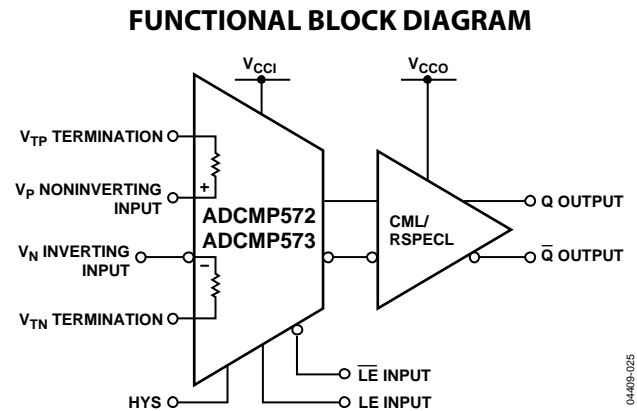 FUNCTIONAL BLOCK DIAGRAM
VCCI
VCCO
VTP TERMINATION
VP NONINVERTING
INPUT
+
ADCMP572
ADCMP573
CML/
RSPECL
Q OUTPUT
VN INVERTING
INPUT
–
Q̅ OUTPUT
VTN TERMINATION
L̅E̅ INPUT
HYS
LE INPUT
04409-025